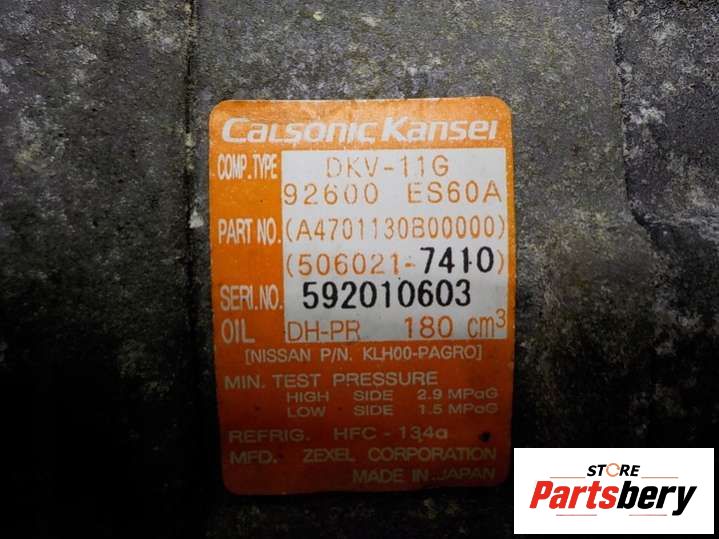 Calsonic Kansei
COMP. TYPE DKV-11G
92600 ES60A
PART NO. (A4701130B00000)
(506021-7410)
SERI.NO. 592010603
OIL DH-PR 180 cm³
[NISSAN P/N. KLH00-PAGRO]
MIN. TEST PRESSURE
HIGH SIDE 2.9 MPaG
LOW SIDE 1.5 MPaG
REFRIG. HFC-134a
MFD. ZEXEL CORPORATION
MADE IN JAPAN
STORE
Partsbery